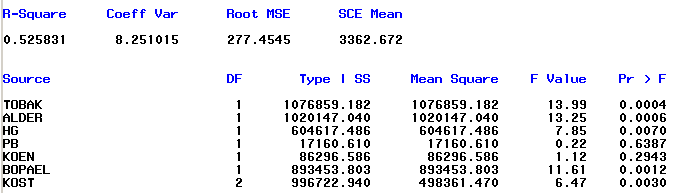 R-Square Coeff Var Root MSE SCE Mean
0.525831 8.251015 277.4545 3362.672
Source DF Type I SS Mean Square F Value Pr > F
TOBAK 1 1076859.182 1076859.182 13.99 0.0004
ALDER 1 1020147.040 1020147.040 13.25 0.0006
HG 1 604617.486 604617.486 7.85 0.0070
PB 1 17160.610 17160.610 0.22 0.6387
KOEN 1 86296.586 86296.586 1.12 0.2943
BOPAEL 1 893453.803 893453.803 11.61 0.0012
KOST 2 996722.940 498361.470 6.47 0.0030